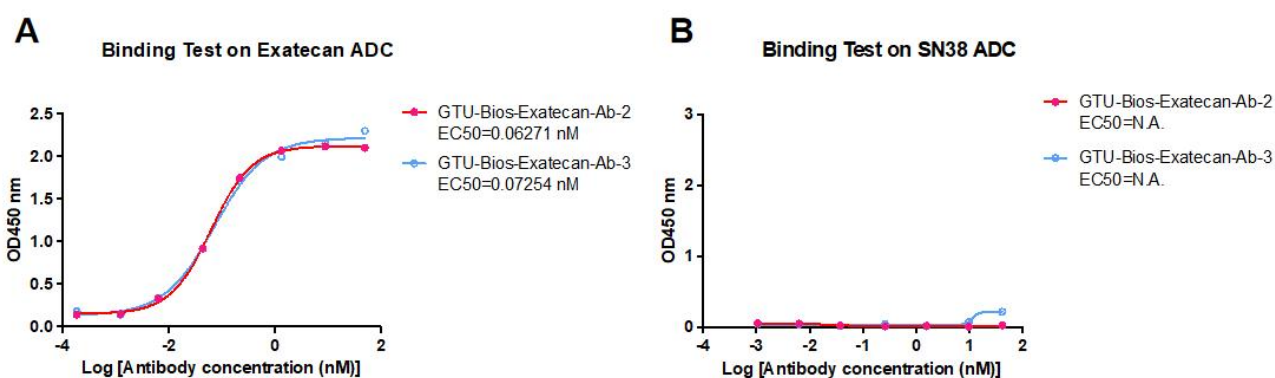 A
Binding Test on Exatecan ADC
2.5
2.0
1.5
1.0
0.5
0.0
OD450 nm
-4
-2
0
2
Log [Antibody concentration (nM)]
GTU-Bios-Exatecan-Ab-2
EC50=0.06271 nM
GTU-Bios-Exatecan-Ab-3
EC50=0.07254 nM
B
Binding Test on SN38 ADC
3
2
1
0
OD450 nm
-4
-3
-2
-1
0
1
2
Log [Antibody concentration (nM)]
GTU-Bios-Exatecan-Ab-2
EC50=N.A.
GTU-Bios-Exatecan-Ab-3
EC50=N.A.